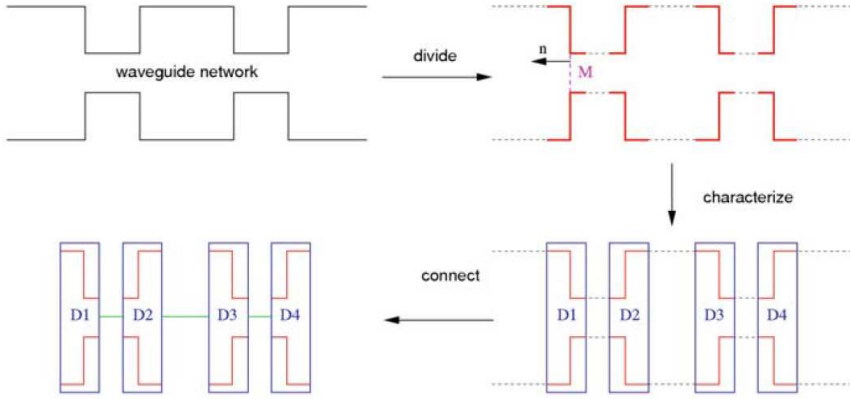 waveguide network
divide
n
M
characterize
connect
D1 D2 D3 D4
D1 D2 D3 D4